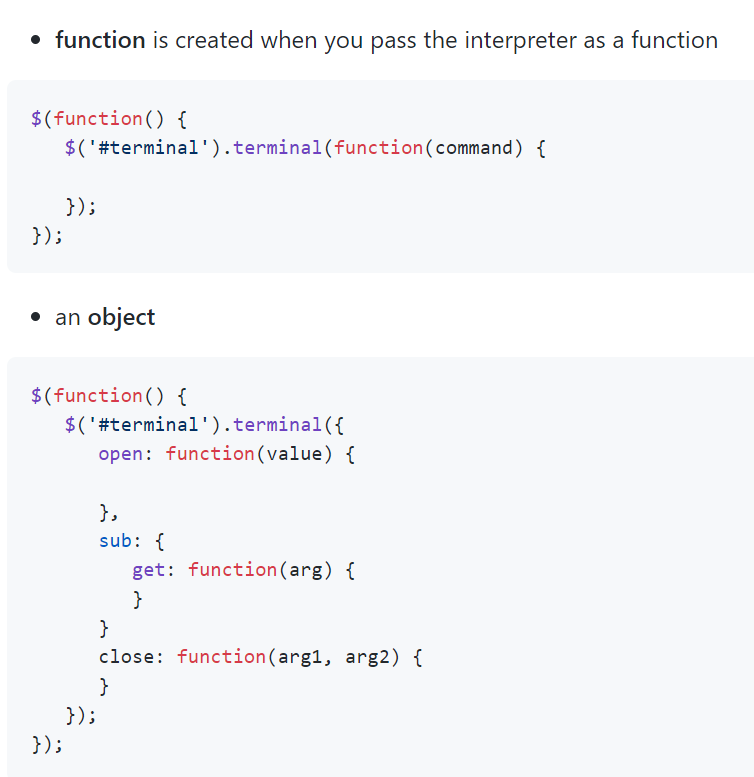 • function is created when you pass the interpreter as a function
$(function() {
   $('#terminal').terminal(function(command) {

   });
});
• an object
$(function() {
   $('#terminal').terminal({
      open: function(value) {

      },
      sub: {
         get: function(arg) {
         }
      }
      close: function(arg1, arg2) {
      }
   });
});